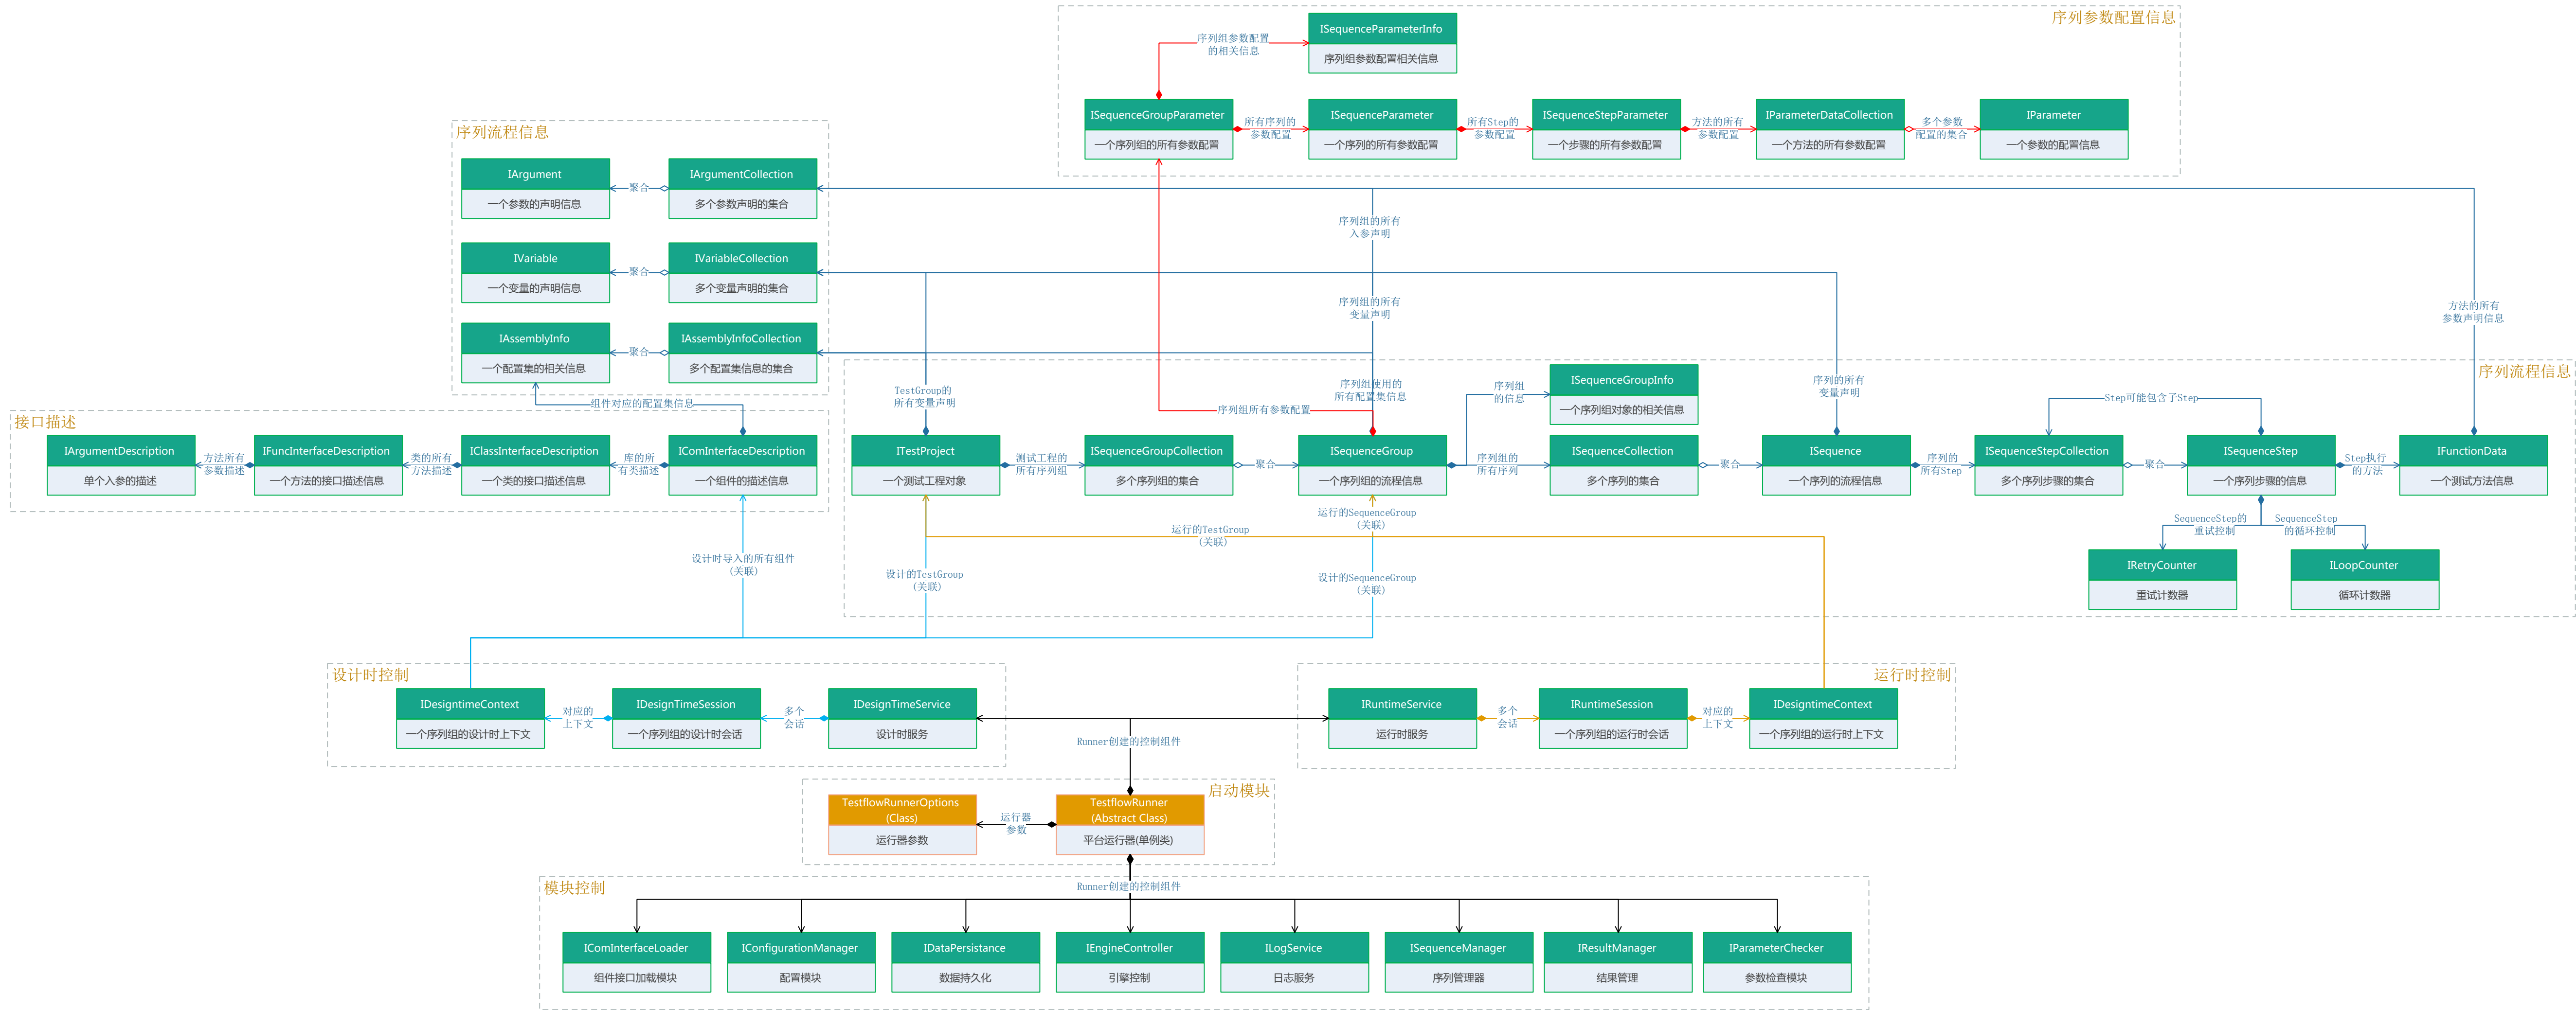 序列参数配置信息
ISequenceParameterInfo
序列组参数配置相关信息
序列组参数配置
的相关信息
ISequenceGroupParameter
一个序列组的所有参数配置
所有序列的
参数配置
ISequenceParameter
一个序列的所有参数配置
所有Step的
参数配置
ISequenceStepParameter
一个步骤的所有参数配置
方法的所有
参数配置
IParameterDataCollection
一个方法的所有参数配置
多个参数
配置的集合
IParameter
一个参数的配置信息
序列流程信息
IArgument
一个参数的声明信息
聚合
IArgumentCollection
多个参数声明的集合
IVariable
一个变量的声明信息
聚合
IVariableCollection
多个变量声明的集合
IAssemblyInfo
一个配置集的相关信息
聚合
IAssemblyInfoCollection
多个配置集信息的集合
序列组的所有
入参声明
序列组的所有
变量声明
方法的所有
参数声明信息
序列流程信息
TestGroup的
所有变量声明
序列组使用的
所有配置集信息
序列组所有参数配置
序列组
的信息
ISequenceGroupInfo
一个序列组对象的相关信息
序列的所有
变量声明
Step可能包含子Step
组件对应的配置集信息
接口描述
IArgumentDescription
单个入参的描述
方法所有
参数描述
IFuncInterfaceDescription
一个方法的接口描述信息
类的所有
方法描述
IClassInterfaceDescription
一个类的接口描述信息
库的所
有类描述
IComInterfaceDescription
一个组件的描述信息
ITestProject
一个测试工程对象
测试工程的
所有序列组
ISequenceGroupCollection
多个序列组的集合
聚合
ISequenceGroup
一个序列组的流程信息
序列组的
所有序列
ISequenceCollection
多个序列的集合
聚合
ISequence
一个序列的流程信息
序列的
所有Step
ISequenceStepCollection
多个序列步骤的集合
聚合
ISequenceStep
一个序列步骤的信息
Step执行
的方法
IFunctionData
一个测试方法信息
运行的SequenceGroup
(关联)
运行的TestGroup
(关联)
SequenceStep的
重试控制
SequenceStep
的循环控制
IRetryCounter
重试计数器
ILoopCounter
循环计数器
设计时导入的所有组件
(关联)
设计的TestGroup
(关联)
设计的SequenceGroup
(关联)
设计时控制
IDesigntimeContext
一个序列组的设计时上下文
对应的
上下文
IDesignTimeSession
一个序列组的设计时会话
多个
会话
IDesignTimeService
设计时服务
运行时控制
IRuntimeService
运行时服务
多个
会话
IRuntimeSession
一个序列组的运行时会话
对应的
上下文
IDesigntimeContext
一个序列组的运行时上下文
Runner创建的控制组件
启动模块
TestflowRunnerOptions
(Class)
运行器参数
运行器
参数
TestflowRunner
(Abstract Class)
平台运行器(单例类)
模块控制
Runner创建的控制组件
IComInterfaceLoader
组件接口加载模块
IConfigurationManager
配置模块
IDataPersistance
数据持久化
IEngineController
引擎控制
ILogService
日志服务
ISequenceManager
序列管理器
IResultManager
结果管理
IParameterChecker
参数检查模块